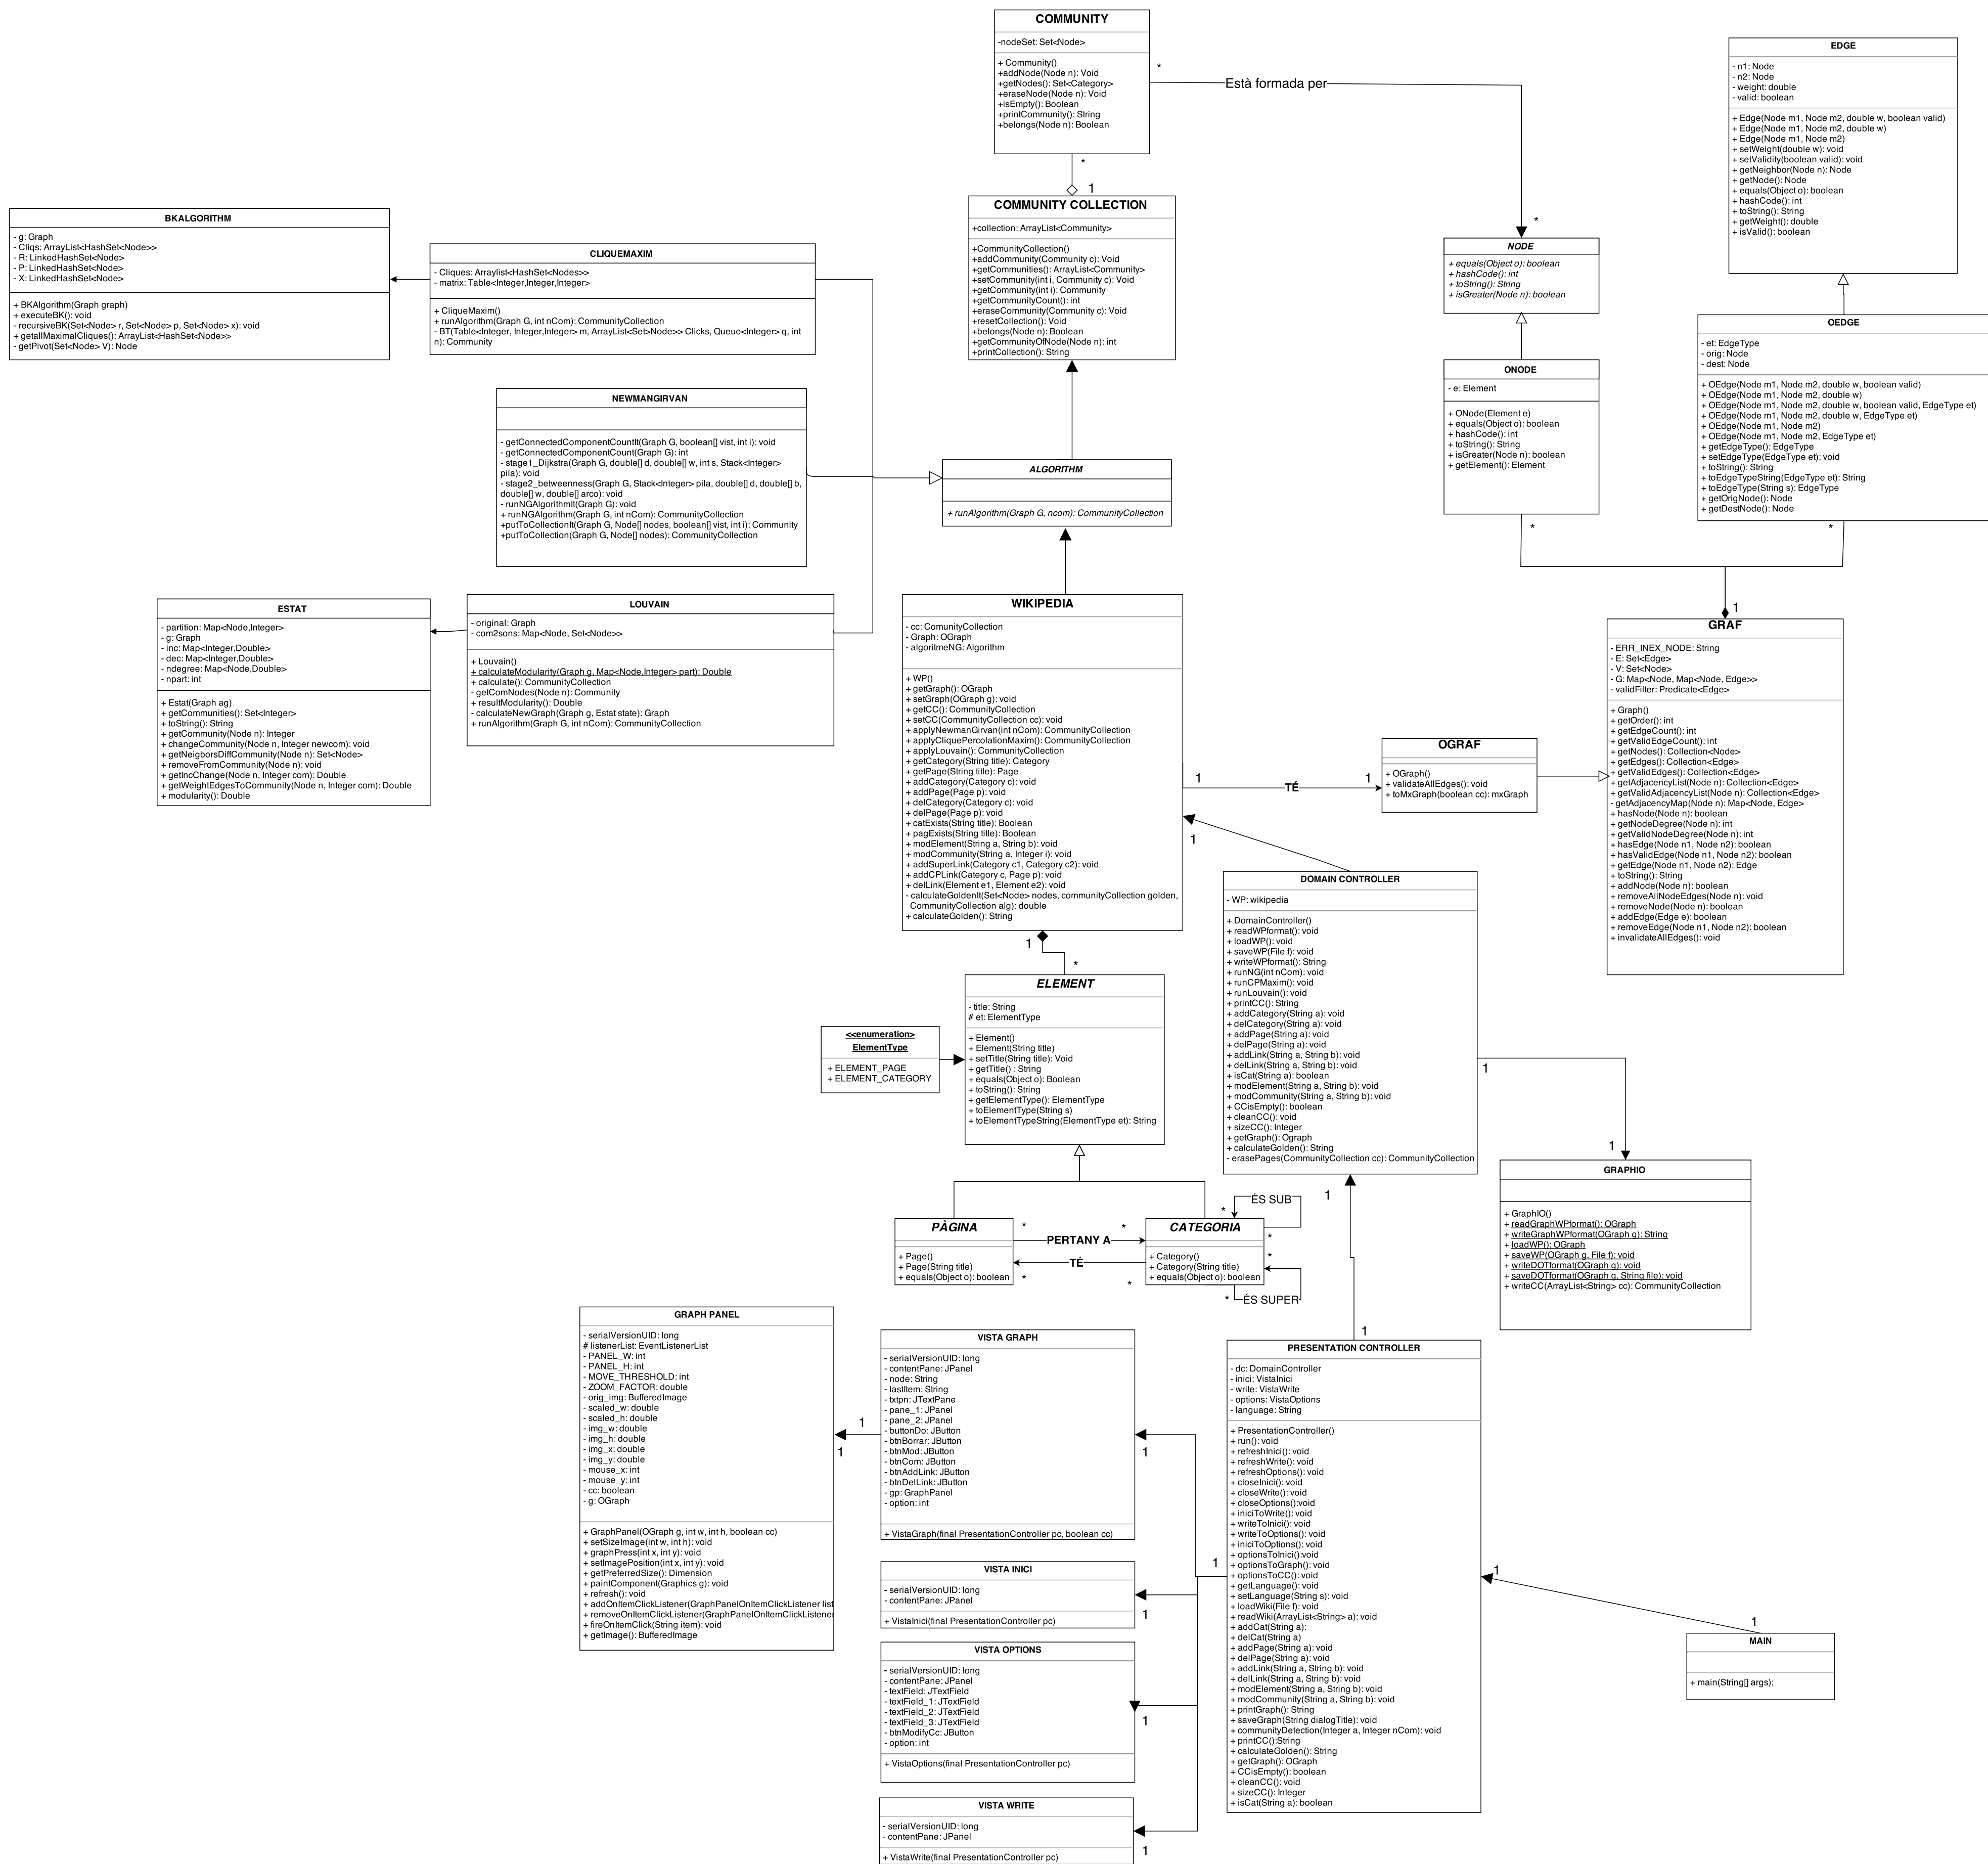 COMMUNITY
-nodeSet: Set<Node>
+ Community()
+addNode(Node n): Void
+getNodes(): Set<Category>
+eraseNode(Node n): Void
+isEmpty(): Boolean
+printCommunity(): String
+belongs(Node n): Boolean
*
Està formada per
*
*
1
EDGE
- n1: Node
- n2: Node
- weight: double
- valid: boolean
+ Edge(Node m1, Node m2, double w, boolean valid)
+ Edge(Node m1, Node m2, double w)
+ Edge(Node m1, Node m2)
+ setWeight(double w): void
+ setValidity(boolean valid): void
+ getNeighbor(Node n): Node
+ getNode(): Node
+ equals(Object o): boolean
+ hashCode(): int
+ toString(): String
+ getWeight(): double
+ isValid(): boolean
COMMUNITY COLLECTION
+collection: ArrayList<Community>
+CommunityCollection()
+addCommunity(Community c): Void
+getCommunities(): ArrayList<Community>
+setCommunity(int i, Community c): Void
+getCommunity(int i): Community
+getCommunityCount(): int
+eraseCommunity(Community c): Void
+resetCollection(): Void
+belongs(Node n): Boolean
+getCommunityOfNode(Node n): int
+printCollection(): String
BKALGORITHM
- g: Graph
- Cliqs: ArrayList<HashSet<Node>>
- R: LinkedHashSet<Node>
- P: LinkedHashSet<Node>
- X: LinkedHashSet<Node>
+ BKAlgorithm(Graph graph)
+ executeBK(): void
- recursiveBK(Set<Node> r, Set<Node> p, Set<Node> x): void
+ getallMaximalCliques(): ArrayList<HashSet<Node>>
- getPivot(Set<Node> V): Node
CLIQUEMAXIM
- Cliques: Arraylist<HashSet<Nodes>>
- matrix: Table<Integer,Integer,Integer>
+ CliqueMaxim()
+ runAlgorithm(Graph G, int nCom): CommunityCollection
- BT(Table<Integer, Integer,Integer> m, ArrayList<Set>Node>> Clicks, Queue<Integer> q, int
n): Community
NODE
+ equals(Object o): boolean
+ hashCode(): int
+ toString(): String
+ isGreater(Node n): boolean
OEDGE
- et: EdgeType
- orig: Node
- dest: Node
+ OEdge(Node m1, Node m2, double w, boolean valid)
+ OEdge(Node m1, Node m2, double w)
+ OEdge(Node m1, Node m2, double w, boolean valid, EdgeType et)
+ OEdge(Node m1, Node m2, double w, EdgeType et)
+ OEdge(Node m1, Node m2)
+ OEdge(Node m1, Node m2, EdgeType et)
+ getEdgeType(): EdgeType
+ setEdgeType(EdgeType et): void
+ toString(): String
+ toEdgeTypeString(EdgeType et): String
+ toEdgeType(String s): EdgeType
+ getOrigNode(): Node
+ getDestNode(): Node
*
ONODE
- e: Element
+ ONode(Element e)
+ equals(Object o): boolean
+ hashCode(): int
+ toString(): String
+ isGreater(Node n): boolean
+ getElement(): Element
*
NEWMANGIRVAN
- getConnectedComponentCountIt(Graph G, boolean[] vist, int i): void
- getConnectedComponentCount(Graph G): int
- stage1_Dijkstra(Graph G, double[] d, double[] w, int s, Stack<Integer>
pila): void
- stage2_betweenness(Graph G, Stack<Integer> pila, double[] d, double[] b,
double[] w, double[] arco): void
- runNGAlgorithmIt(Graph G): void
+ runNGAlgorithm(Graph G, int nCom): CommunityCollection
+putToCollectionIt(Graph G, Node[] nodes, boolean[] vist, int i): Community
+putToCollection(Graph G, Node[] nodes): CommunityCollection
ALGORITHM
+ runAlgorithm(Graph G, ncom): CommunityCollection
ESTAT
- partition: Map<Node,Integer>
- g: Graph
- inc: Map<Integer,Double>
- dec: Map<Integer,Double>
- ndegree: Map<Node,Double>
- npart: int
+ Estat(Graph ag)
+ getCommunities(): Set<Integer>
+ toString(): String
+ getCommunity(Node n): Integer
+ changeCommunity(Node n, Integer newcom): void
+ getNeigborsDiffCommunity(Node n): Set<Node>
+ removeFromCommunity(Node n): void
+ getIncChange(Node n, Integer com): Double
+ getWeightEdgesToCommunity(Node n, Integer com): Double
+ modularity(): Double
LOUVAIN
- original: Graph
- com2sons: Map<Node, Set<Node>>
+ Louvain()
+ calculateModularity(Graph g, Map<Node,Integer> part): Double
+ calculate(): CommunityCollection
- getComNodes(Node n): Community
+ resultModularity(): Double
- calculateNewGraph(Graph g, Estat state): Graph
+ runAlgorithm(Graph G, int nCom): CommunityCollection
WIKIPEDIA
- cc: ComunityCollection
- Graph: OGraph
- algoritmeNG: Algorithm
+ WP()
+ getGraph(): OGraph
+ setGraph(OGraph g): void
+ getCC(): CommunityCollection
+ setCC(CommunityCollection cc): void
+ applyNewmanGirvan(int nCom): CommunityCollection
+ applyCliquePercolationMaxim(): CommunityCollection
+ applyLouvain(): CommunityCollection
+ getCategory(String title): Category
+ getPage(String title): Page
+ addCategory(Category c): void
+ addPage(Page p): void
+ delCategory(Category c): void
+ delPage(Page p): void
+ catExists(String title): Boolean
+ pagExists(String title): Boolean
+ modElement(String a, String b): void
+ modCommunity(String a, Integer i): void
+ addSuperLink(Category c1, Category c2): void
+ addCPLink(Category c, Page p): void
+ delLink(Element e1, Element e2): void
- calculateGoldenIt(Set<Node> nodes, communityCollection golden,
CommunityCollection alg): double
+ calculateGolden(): String
1
TÉ
1
1
OGRAF
+ OGraph()
+ validateAllEdges(): void
+ toMxGraph(boolean cc): mxGraph
1
GRAF
- ERR_INEX_NODE: String
- E: Set<Edge>
- V: Set<Node>
- G: Map<Node, Map<Node, Edge>>
- validFilter: Predicate<Edge>
+ Graph()
+ getOrder(): int
+ getEdgeCount(): int
+ getValidEdgeCount(): int
+ getNodes(): Collection<Node>
+ getEdges(): Collection<Edge>
+ getValidEdges(): Collection<Edge>
+ getAdjacencyList(Node n): Collection<Edge>
+ getValidAdjacencyList(Node n): Collection<Edge>
- getAdjacencyMap(Node n): Map<Node, Edge>
+ hasNode(Node n): boolean
+ getNodeDegree(Node n): int
+ getValidNodeDegree(Node n): int
+ hasEdge(Node n1, Node n2): boolean
+ hasValidEdge(Node n1, Node n2): boolean
+ getEdge(Node n1, Node n2): Edge
+ toString(): String
+ addNode(Node n): boolean
+ removeAllNodeEdges(Node n): void
+ removeNode(Node n): boolean
+ addEdge(Edge e): boolean
+ removeEdge(Node n1, Node n2): boolean
+ invalidateAllEdges(): void
DOMAIN CONTROLLER
- WP: wikipedia
+ DomainController()
+ readWPformat(): void
+ loadWP(): void
+ saveWP(File f): void
+ writeWPformat(): String
+ runNG(int nCom): void
+ runCPMaxim(): void
+ runLouvain(): void
+ printCC(): String
+ addCategory(String a): void
+ delCategory(String a): void
+ addPage(String a): void
+ delPage(String a): void
+ addLink(String a, String b): void
+ delLink(String a, String b): void
+ isCat(String a): boolean
+ modElement(String a, String b): void
+ modCommunity(String a, String b): void
+ CCisEmpty(): boolean
+ cleanCC(): void
+ sizeCC(): Integer
+ getGraph(): Ograph
+ calculateGolden(): String
- erasePages(CommunityCollection cc): CommunityCollection
1
1
1
*
ELEMENT
- title: String
# et: ElementType
+ Element()
+ Element(String title)
+ setTitle(String title): Void
+ getTitle() : String
+ equals(Object o): Boolean
+ toString(): String
+ getElementType(): ElementType
+ toElementType(String s)
+ toElementTypeString(ElementType et): String
<<enumeration>
ElementType
+ ELEMENT_PAGE
+ ELEMENT_CATEGORY
PÀGINA
+ Page()
+ Page(String title)
+ equals(Object o): boolean
*
*
PERTANY A
TÉ
*
*
CATEGORIA
+ Category()
+ Category(String title)
+ equals(Object o): boolean
ÉS SUB
*
*
*
*
ÉS SUPER
1
1
GRAPHIO
+ GraphIO()
+ readGraphWPformat(): OGraph
+ writeGraphWPformat(OGraph g): String
+ loadWP(): OGraph
+ saveWP(OGraph g, File f): void
+ writeDOTformat(OGraph g): void
+ saveDOTformat(OGraph g, String file): void
+ writeCC(ArrayList<String> cc): CommunityCollection
GRAPH PANEL
- serialVersionUID: long
# listenerList: EventListenerList
- PANEL_W: int
- PANEL_H: int
- MOVE_THRESHOLD: int
- ZOOM_FACTOR: double
- orig_img: BufferedImage
- scaled_w: double
- scaled_h: double
- img_w: double
- img_h: double
- img_x: double
- img_y: double
- mouse_x: int
- mouse_y: int
- cc: boolean
- g: OGraph
+ GraphPanel(OGraph g, int w, int h, boolean cc)
+ setSizeImage(int w, int h): void
+ graphPress(int x, int y): void
+ setImagePosition(int x, int y): void
+ getPreferredSize(): Dimension
+ paintComponent(Graphics g): void
+ refresh(): void
+ addOnItemClickListener(GraphPanelOnItemClickListener list
+ removeOnItemClickListener(GraphPanelOnItemClickListener
+ fireOnItemClick(String item): void
+ getImage(): BufferedImage
1
1
VISTA GRAPH
- serialVersionUID: long
- contentPane: JPanel
- node: String
- lastItem: String
- txtpn: JTextPane
- pane_1: JPanel
- pane_2: JPanel
- buttonDo: JButton
- btnBorrar: JButton
- btnMod: JButton
- btnCom: JButton
- btnAddLink: JButton
- btnDelLink: JButton
- gp: GraphPanel
- option: int
+ VistaGraph(final PresentationController pc, boolean cc)
1
VISTA INICI
- serialVersionUID: long
- contentPane: JPanel
+ VistaInici(final PresentationController pc)
1
VISTA OPTIONS
- serialVersionUID: long
- contentPane: JPanel
- textField: JTextField
- textField_1: JTextField
- textField_2: JTextField
- textField_3: JTextField
- btnModifyCc: JButton
- option: int
+ VistaOptions(final PresentationController pc)
1
VISTA WRITE
- serialVersionUID: long
- contentPane: JPanel
+ VistaWrite(final PresentationController pc)
1
1
PRESENTATION CONTROLLER
- dc: DomainController
- inici: VistaInici
- write: VistaWrite
- options: VistaOptions
- language: String
+ PresentationController()
+ run(): void
+ refreshInici(): void
+ refreshWrite(): void
+ refreshOptions(): void
+ closeInici(): void
+ closeWrite(): void
+ closeOptions():void
+ iniciToWrite(): void
+ writeToInici(): void
+ writeToOptions(): void
+ iniciToOptions(): void
+ optionsToInici():void
+ optionsToGraph(): void
+ optionsToCC(): void
+ getLanguage(): void
+ setLanguage(String s): void
+ loadWiki(File f): void
+ readWiki(ArrayList<String> a): void
+ addCat(String a):
+ delCat(String a)
+ addPage(String a): void
+ delPage(String a): void
+ addLink(String a, String b): void
+ delLink(String a, String b): void
+ modElement(String a, String b): void
+ modCommunity(String a, String b): void
+ printGraph(): String
+ saveGraph(String dialogTitle): void
+ communityDetection(Integer a, Integer nCom): void
+ printCC():String
+ calculateGolden(): String
+ getGraph(): OGraph
+ CCisEmpty(): boolean
+ cleanCC(): void
+ sizeCC(): Integer
+ isCat(String a): boolean
1
1
1
MAIN
+ main(String[] args);